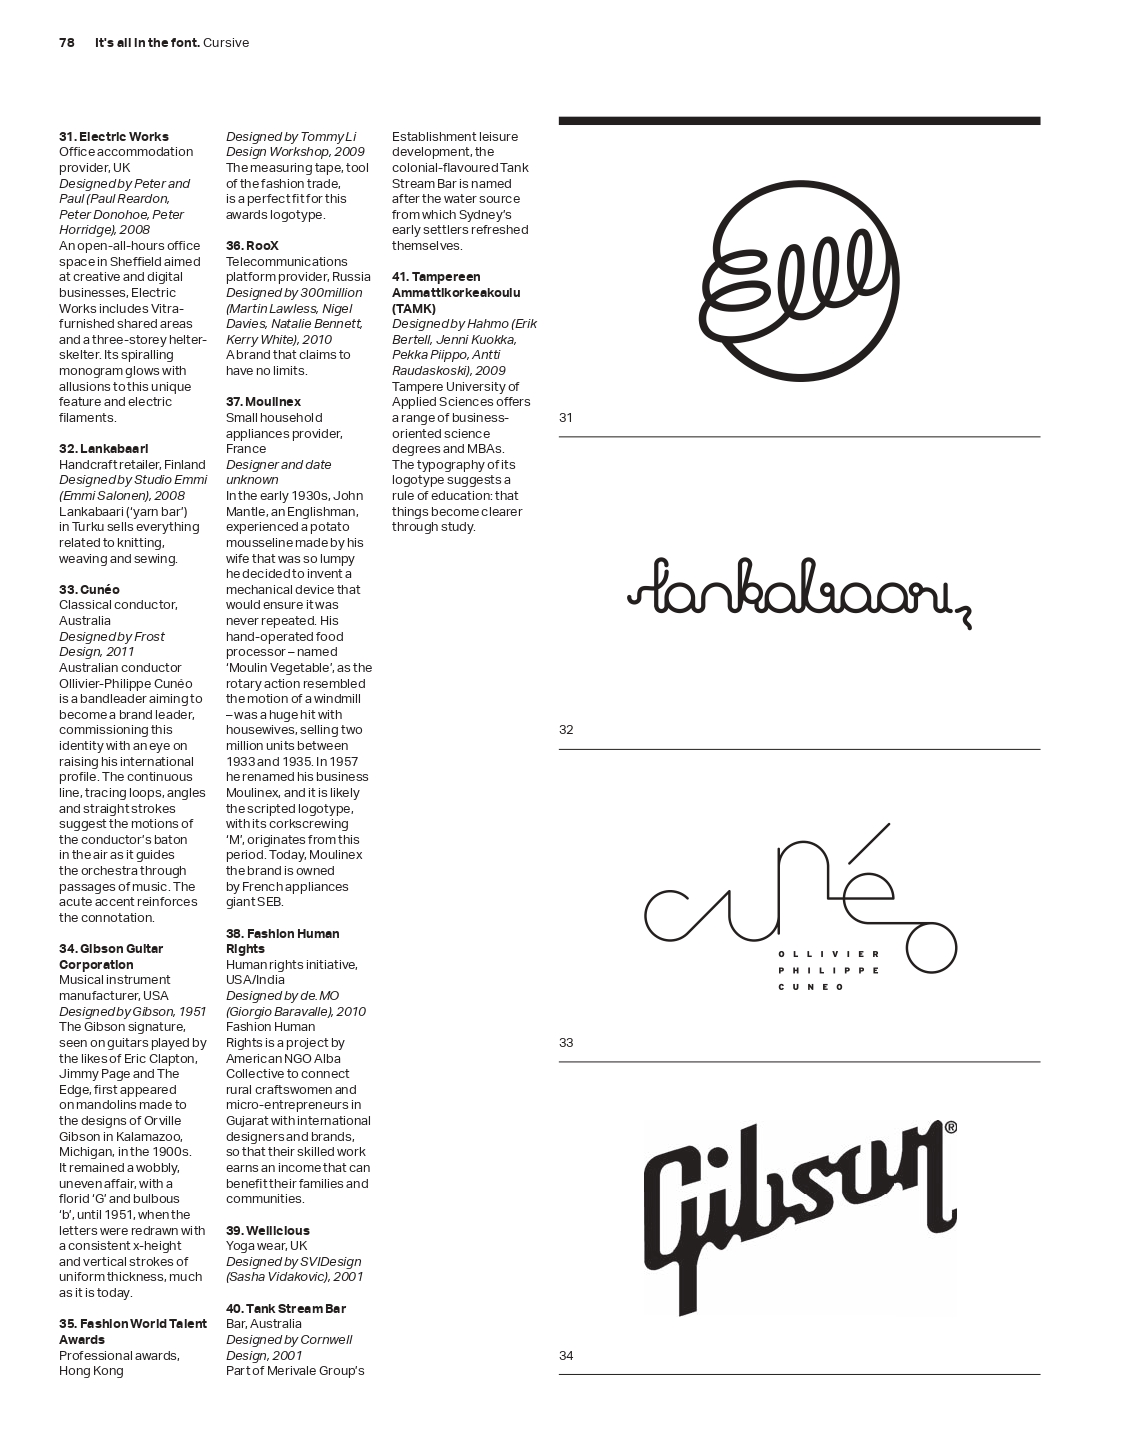 78 It's all in the font. Cursive
31. Electric Works
Office accommodation
provider, UK
Designed by Peter and
Paul (Paul Reardon,
Peter Donohoe, Peter
Horridge), 2008
An open-all-hours office
space in Sheffield aimed
at creative and digital
businesses, Electric
Works includes Vitra-
furnished shared areas
and a three-storey helter-
skelter. Its spiralling
monogram glows with
allusions to this unique
feature and electric
filaments.
32. Lankabaari
Handcraft retailer, Finland
Designed by Studio Emmi
(Emmi Salonen), 2008
Lankabaari (‘yarn bar’)
in Turku sells everything
related to knitting,
weaving and sewing.
33. Cunéo
Classical conductor,
Australia
Designed by Frost
Design, 2011
Australian conductor
Ollivier-Philippe Cunéo
is a bandleader aiming to
become a brand leader,
commissioning this
identity with an eye on
raising his international
profile. The continuous
line, tracing loops, angles
and straight strokes
suggest the motions of
the conductor’s baton
in the air as it guides
the orchestra through
passages of music. The
acute accent reinforces
the connotation.
34. Gibson Guitar
Corporation
Musical instrument
manufacturer, USA
Designed by Gibson, 1951
The Gibson signature,
seen on guitars played by
the likes of Eric Clapton,
Jimmy Page and The
Edge, first appeared
on mandolins made to
the designs of Orville
Gibson in Kalamazoo,
Michigan, in the 1900s.
It remained a wobbly,
uneven affair, with a
florid ‘G’ and bulbous
‘b’, until 1951, when the
letters were redrawn with
a consistent x-height
and vertical strokes of
uniform thickness, much
as it is today.
35. Fashion World Talent
Awards
Professional awards,
Hong Kong
Designed by Tommy Li
Design Workshop, 2009
The measuring tape, tool
of the fashion trade,
is a perfect fit for this
awards logotype.
36. RooX
Telecommunications
platform provider, Russia
Designed by 300million
(Martin Lawless, Nigel
Davies, Natalie Bennett,
Kerry White), 2010
A brand that claims to
have no limits.
37. Moulinex
Small household
appliances provider,
France
Designer and date
unknown
In the early 1930s, John
Mantle, an Englishman,
experienced a potato
mousseline made by his
wife that was so lumpy
he decided to invent a
mechanical device that
would ensure it was
never repeated. His
hand-operated food
processor – named
‘Moulin Vegetable’, as the
rotary action resembled
the motion of a windmill
– was a huge hit with
housewives, selling two
million units between
1933 and 1935. In 1957
he renamed his business
Moulinex, and it is likely
the scripted logotype,
with its corkscrewing
‘M’, originates from this
period. Today, Moulinex
the brand is owned
by French appliances
giant SEB.
38. Fashion Human
Rights
Human rights initiative,
USA/India
Designed by de.MO
(Giorgio Baravalle), 2010
Fashion Human
Rights is a project by
American NGO Alba
Collective to connect
rural craftswomen and
micro-entrepreneurs in
Gujarat with international
designers and brands,
so that their skilled work
earns an income that can
benefit their families and
communities.
39. Wellicious
Yoga wear, UK
Designed by SVIDesign
(Sasha Vidakovic), 2001
40. Tank Stream Bar
Bar, Australia
Designed by Cornwell
Design, 2001
Part of Merivale Group’s
Establishment leisure
development, the
colonial-flavoured Tank
Stream Bar is named
after the water source
from which Sydney’s
early settlers refreshed
themselves.
41. Tampereen
Ammattikorkeakoulu
(TAMK)
Designed by Hahmo (Erik
Bertell, Jenni Kuokka,
Pekka Piippo, Antti
Raudaskoski), 2009
Tampere University of
Applied Sciences offers
a range of business-
oriented science
degrees and MBAs.
The typography of its
logotype suggests a
rule of education: that
things become clearer
through study.
31
lankabaari
32
cunéo
OLLIVIER
PHILIPPE
CUNEO
33
Gibson®
34